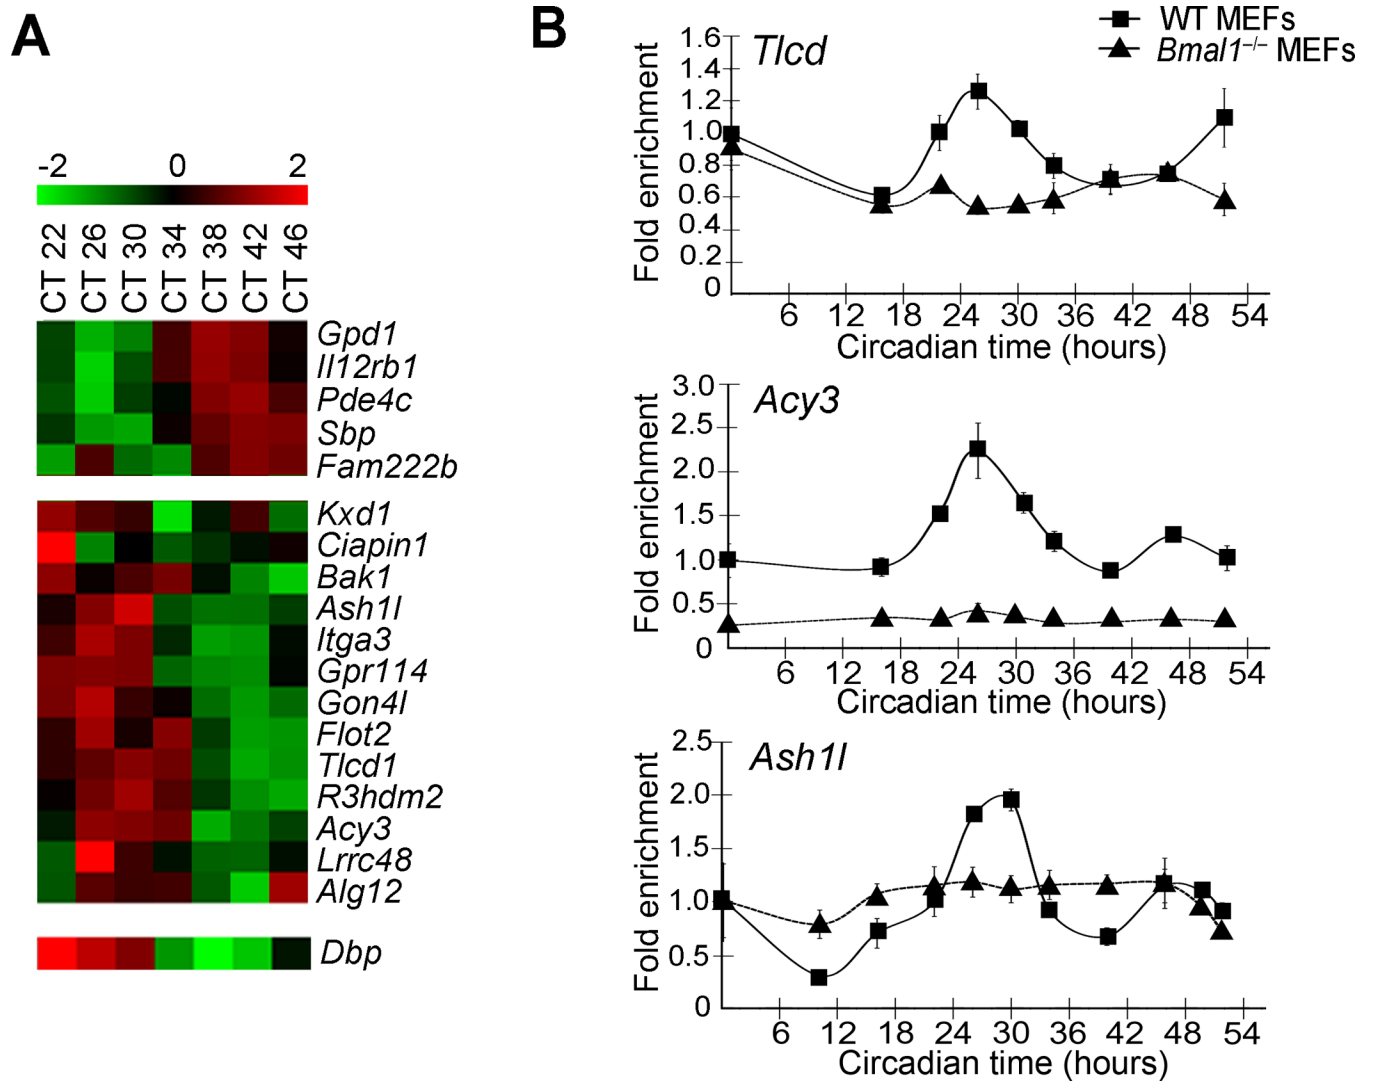 A
-2 0 2
CT 22
CT 26
CT 30
CT 34
CT 38
CT 42
CT 46
Gpd1
Il12rb1
Pde4c
Sbp
Fam222b
Kxd1
Ciapin1
Bak1
Ash1l
Itga3
Gpr114
Gon4l
Flot2
Tlcd1
R3hdm2
Acy3
Lrrc48
Alg12
Dbp
B
WT MEFs
Bmal1–/– MEFs
Tlcd
Fold enrichment
1.6
1.4
1.2
1.0
0.8
0.6
0.4
0.2
0
6 12 18 24 30 36 42 48 54
Circadian time (hours)
Acy3
Fold enrichment
3.0
2.5
2.0
1.5
1.0
0.5
0
6 12 18 24 30 36 42 48 54
Circadian time (hours)
Ash1l
Fold enrichment
2.5
2.0
1.5
1.0
0.5
0
6 12 18 24 30 36 42 48 54
Circadian time (hours)